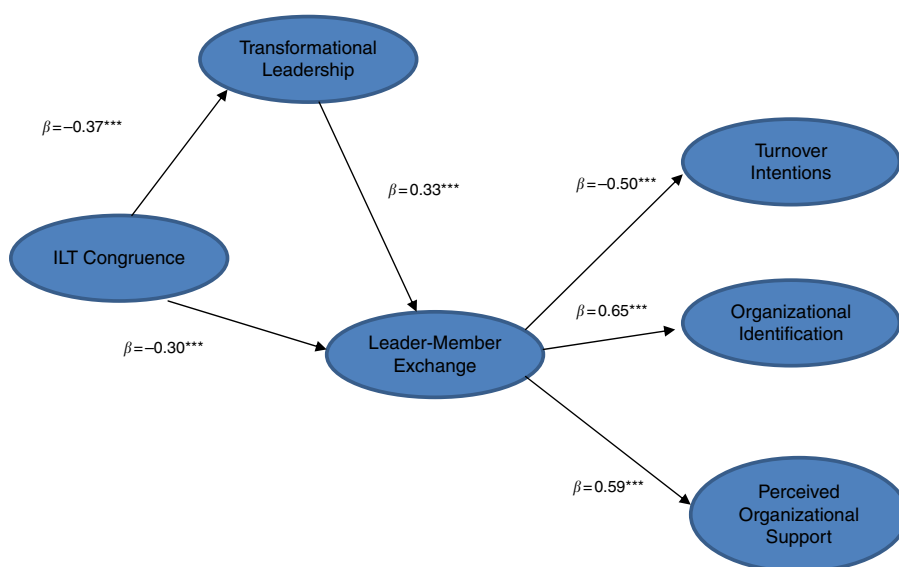 Transformational
Leadership
β=–0.37***
Turnover
Intentions
β=0.33***
β=–0.50***
ILT Congruence
Organizational
Identification
β=0.65***
β=–0.30***
Leader-Member
Exchange
β=0.59***
Perceived
Organizational
Support